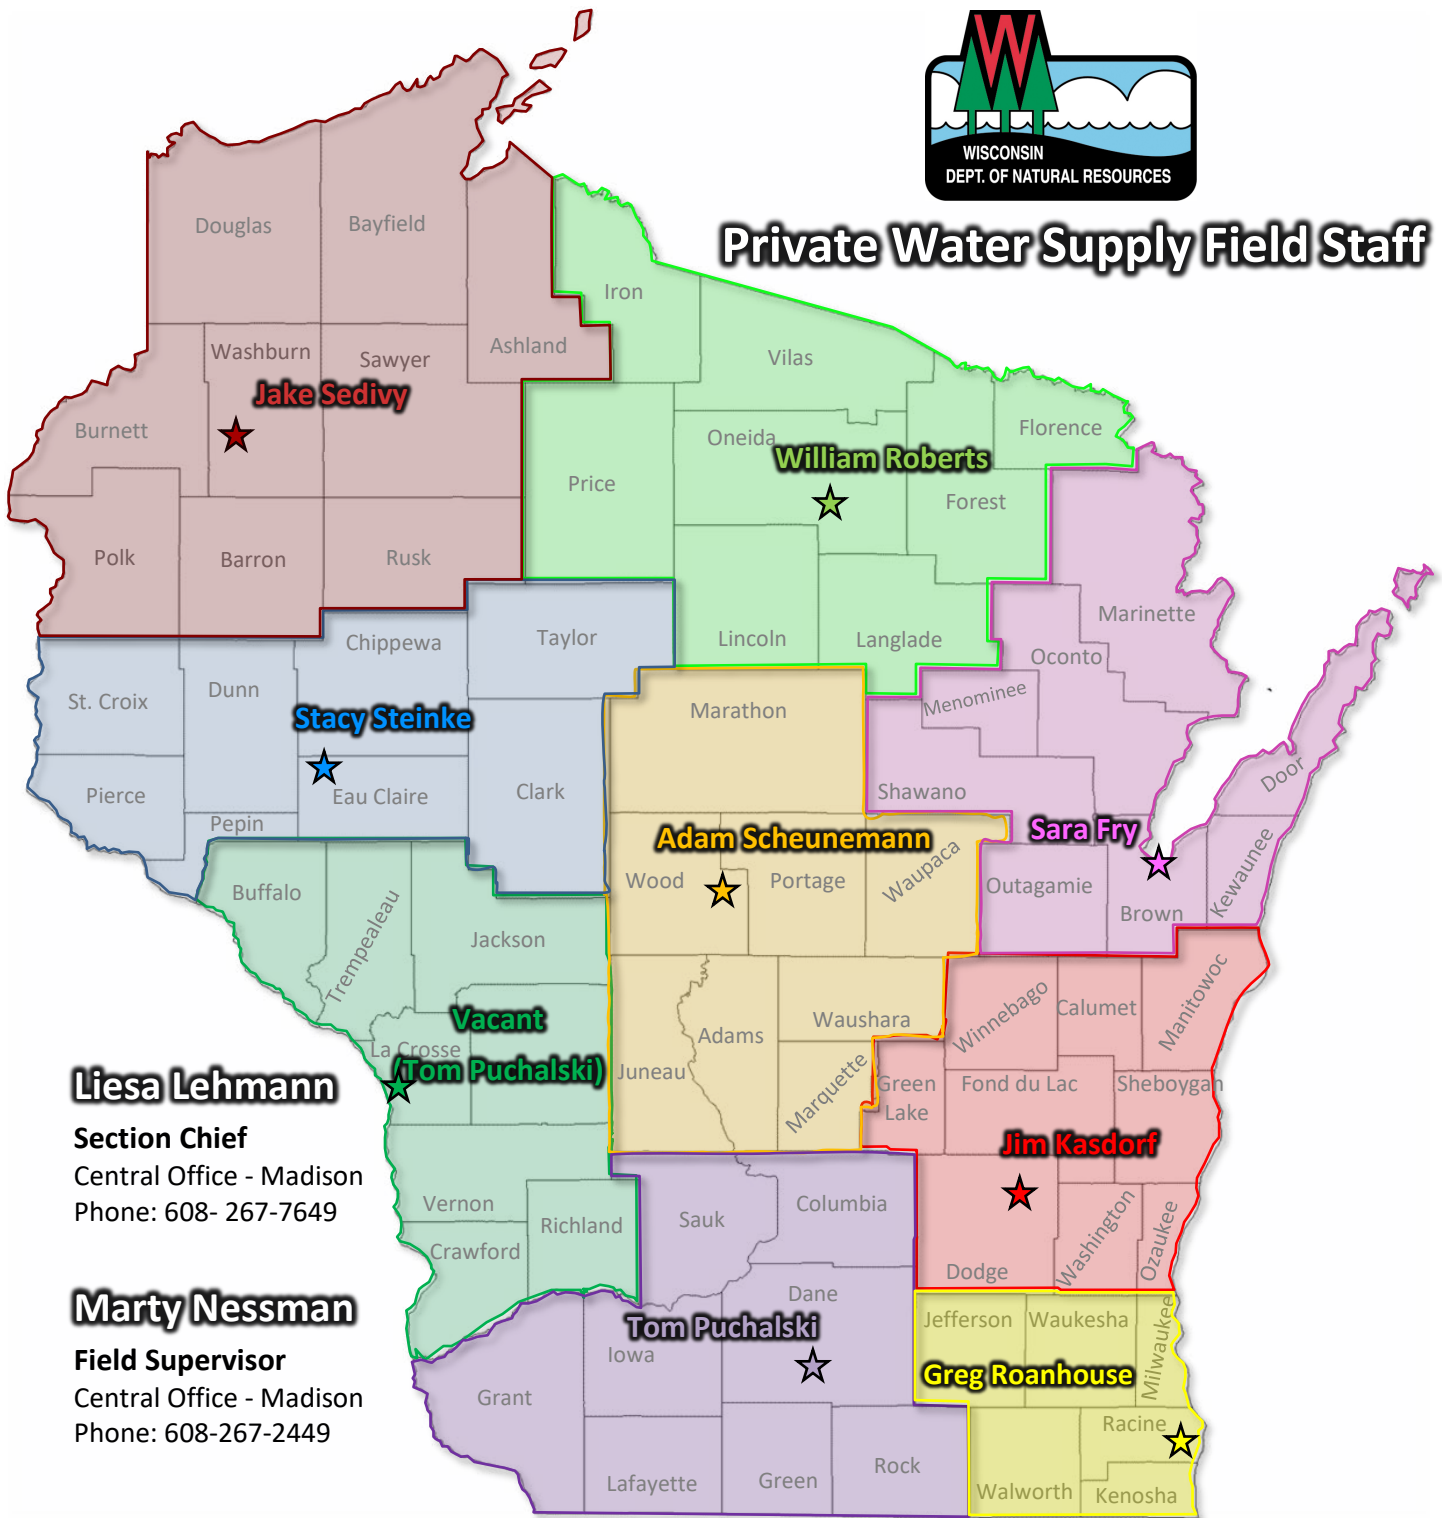 WISCONSIN
DEPT. OF NATURAL RESOURCES
Private Water Supply Field Staff
Douglas
Bayfield
Ashland
Washburn
Sawyer
Jake Sedivy
Burnett
Polk
Barron
Rusk
Iron
Vilas
Oneida
Florence
William Roberts
Price
Forest
Lincoln
Langlade
Chippewa
Taylor
St. Croix
Dunn
Stacy Steinke
Pierce
Eau Claire
Clark
Pepin
Marinette
Oconto
Menominee
Shawano
Door
Sara Fry
Outagamie
Brown
Kewaunee
Marathon
Adam Scheunemann
Wood
Portage
Waupaca
Adams
Waushara
Juneau
Marquette
Buffalo
Trempealeau
Jackson
Vacant
La Crosse
(Tom Puchalski)
Vernon
Richland
Crawford
Winnebago
Calumet
Manitowoc
Green
Lake
Fond du Lac
Sheboygan
Jim Kasdorf
Dodge
Washington
Ozaukee
Sauk
Columbia
Dane
Tom Puchalski
Iowa
Grant
Lafayette
Green
Rock
Jefferson
Waukesha
Milwaukee
Greg Roanhouse
Racine
Walworth
Kenosha
Liesa Lehmann
Section Chief
Central Office - Madison
Phone: 608- 267-7649
Marty Nessman
Field Supervisor
Central Office - Madison
Phone: 608-267-2449